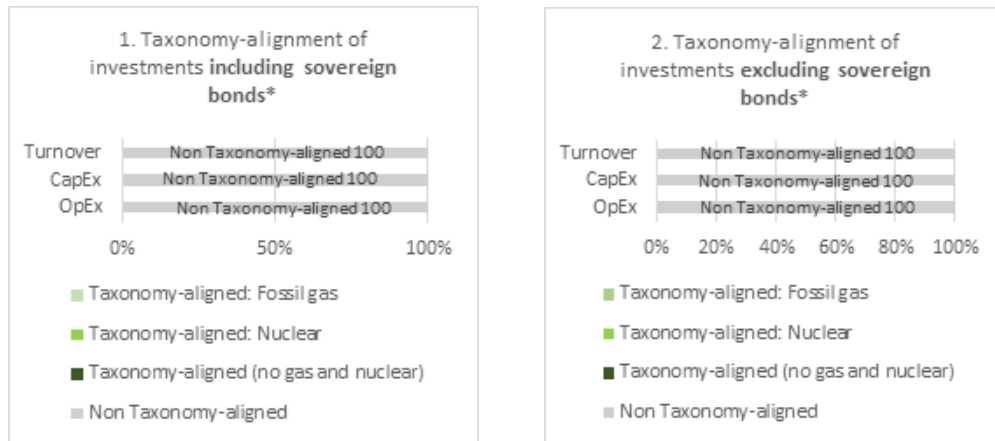 1. Taxonomy-alignment of
investments including sovereign
bonds*
Turnover
Non Taxonomy-aligned 100
CapEx
Non Taxonomy-aligned 100
OpEx
Non Taxonomy-aligned 100
0% 50% 100%
Taxonomy-aligned: Fossil gas
Taxonomy-aligned: Nuclear
Taxonomy-aligned (no gas and nuclear)
Non Taxonomy-aligned
2. Taxonomy-alignment of
investments excluding sovereign
bonds*
Turnover
Non Taxonomy-aligned 100
CapEx
Non Taxonomy-aligned 100
OpEx
Non Taxonomy-aligned 100
0% 20% 40% 60% 80% 100%
Taxonomy-aligned: Fossil gas
Taxonomy-aligned: Nuclear
Taxonomy-aligned (no gas and nuclear)
Non Taxonomy-aligned